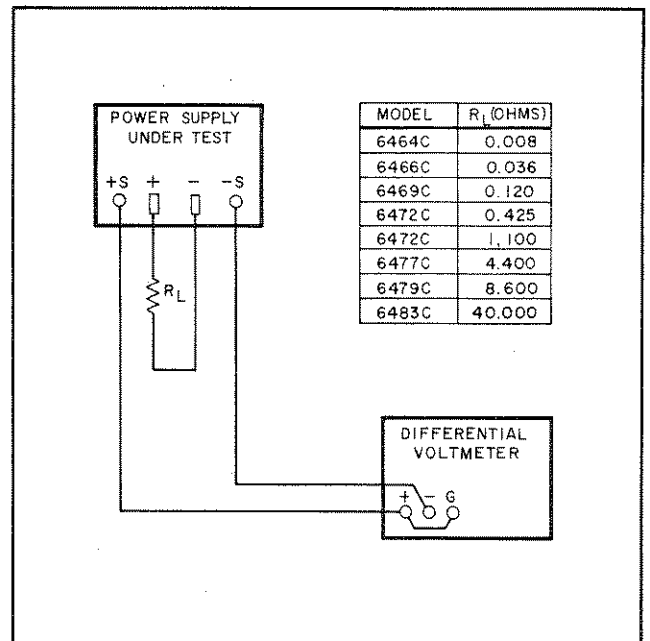 POWER SUPPLY
UNDER TEST
+S + - -S
R_L
MODEL R_L(OHMS)
6464C 0.008
6466C 0.036
6469C 0.120
6472C 0.425
6472C 1,100
6477C 4.400
6479C 8.600
6483C 40.000
DIFFERENTIAL
VOLTMETER
+ - G